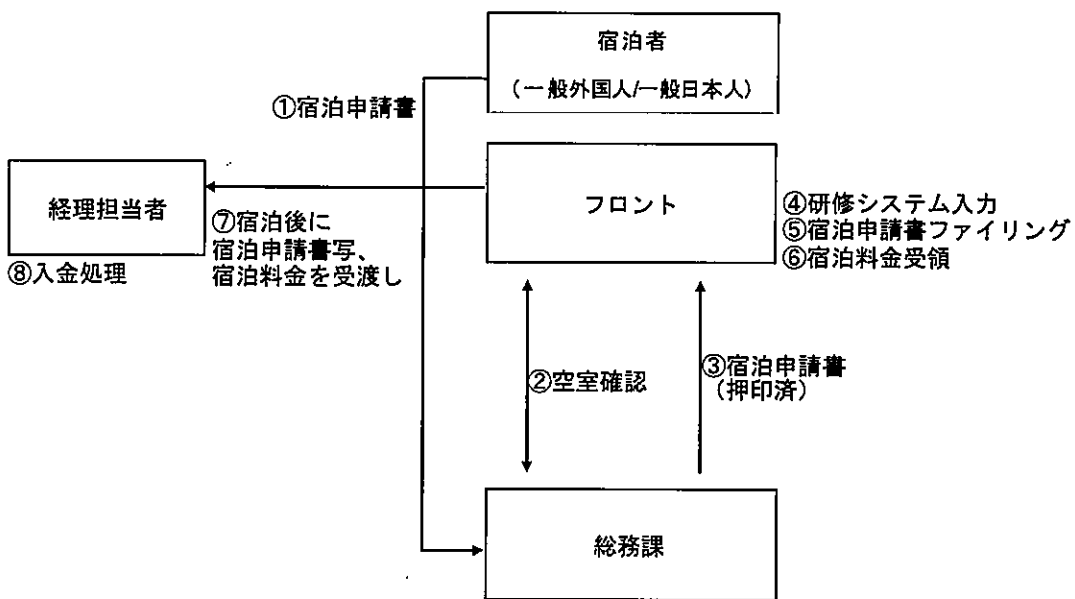 宿泊者
（一般外国人/一般日本人）
①宿泊申請書
経理担当者
⑧入金処理
⑦宿泊後に
宿泊申請書写、
宿泊料金を受渡し
フロント
④研修システム入力
⑤宿泊申請書ファイリング
⑥宿泊料金受領
②空室確認
③宿泊申請書
（押印済）
総務課